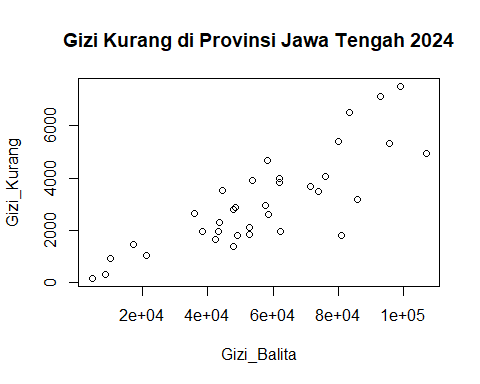 Gizi Kurang di Provinsi Jawa Tengah 2024
Gizi_Kurang
6000
4000
2000
0
2e+04
4e+04
6e+04
8e+04
1e+05
Gizi_Balita